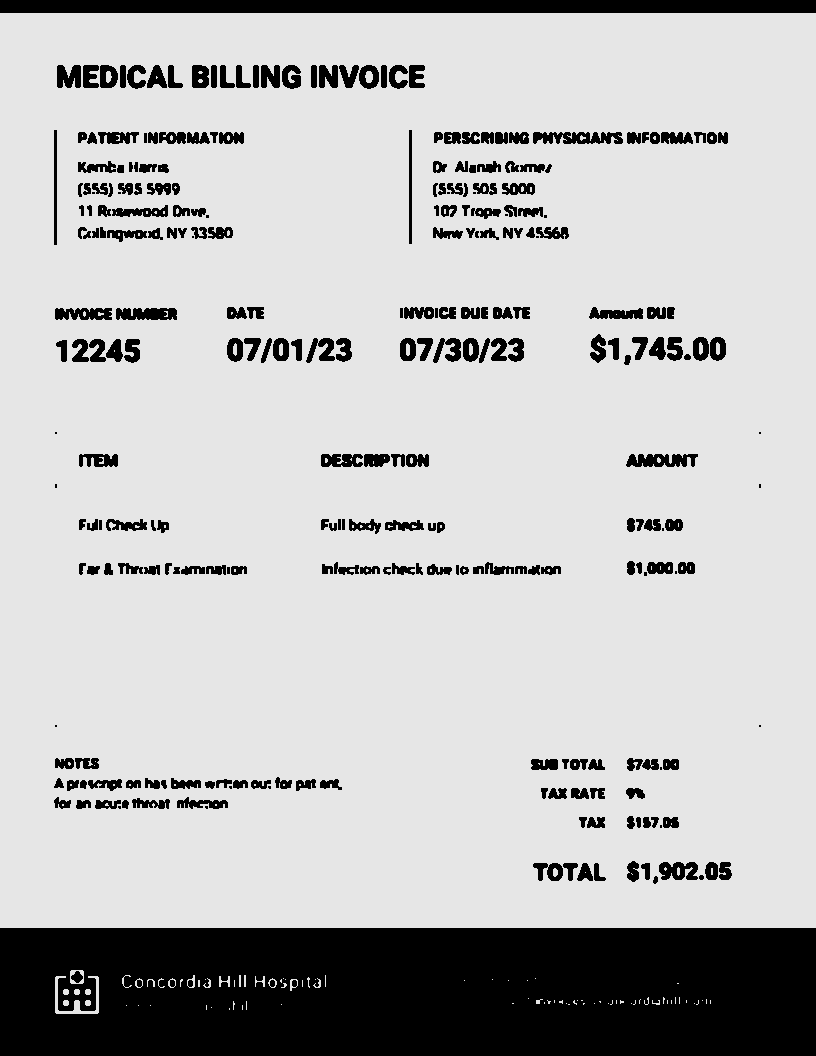 MEDICAL BILLING INVOICE
PATIENT INFORMATION
Kemba Harris
(555) 595 5999
11 Rosewood Drive,
Collingwood, NY 33580
PERSCRIBING PHYSICIAN'S INFORMATION
Dr. Alanah Gomez
(555) 505 5000
102 Trope Street,
New York, NY 45568
INVOICE NUMBER DATE INVOICE DUE DATE Amount DUE
12245 07/01/23 07/30/23 $1,745.00
ITEM DESCRIPTION AMOUNT
Full Check Up Full body check up $745.00
Ear & Throat Examination Infection check due to inflammation $1,000.00
NOTES
A prescription has been written out for patient,
for an acute throat infection
SUB TOTAL $745.00
TAX RATE 9%
TAX $157.05
TOTAL $1,902.05
Concordia Hill Hospital